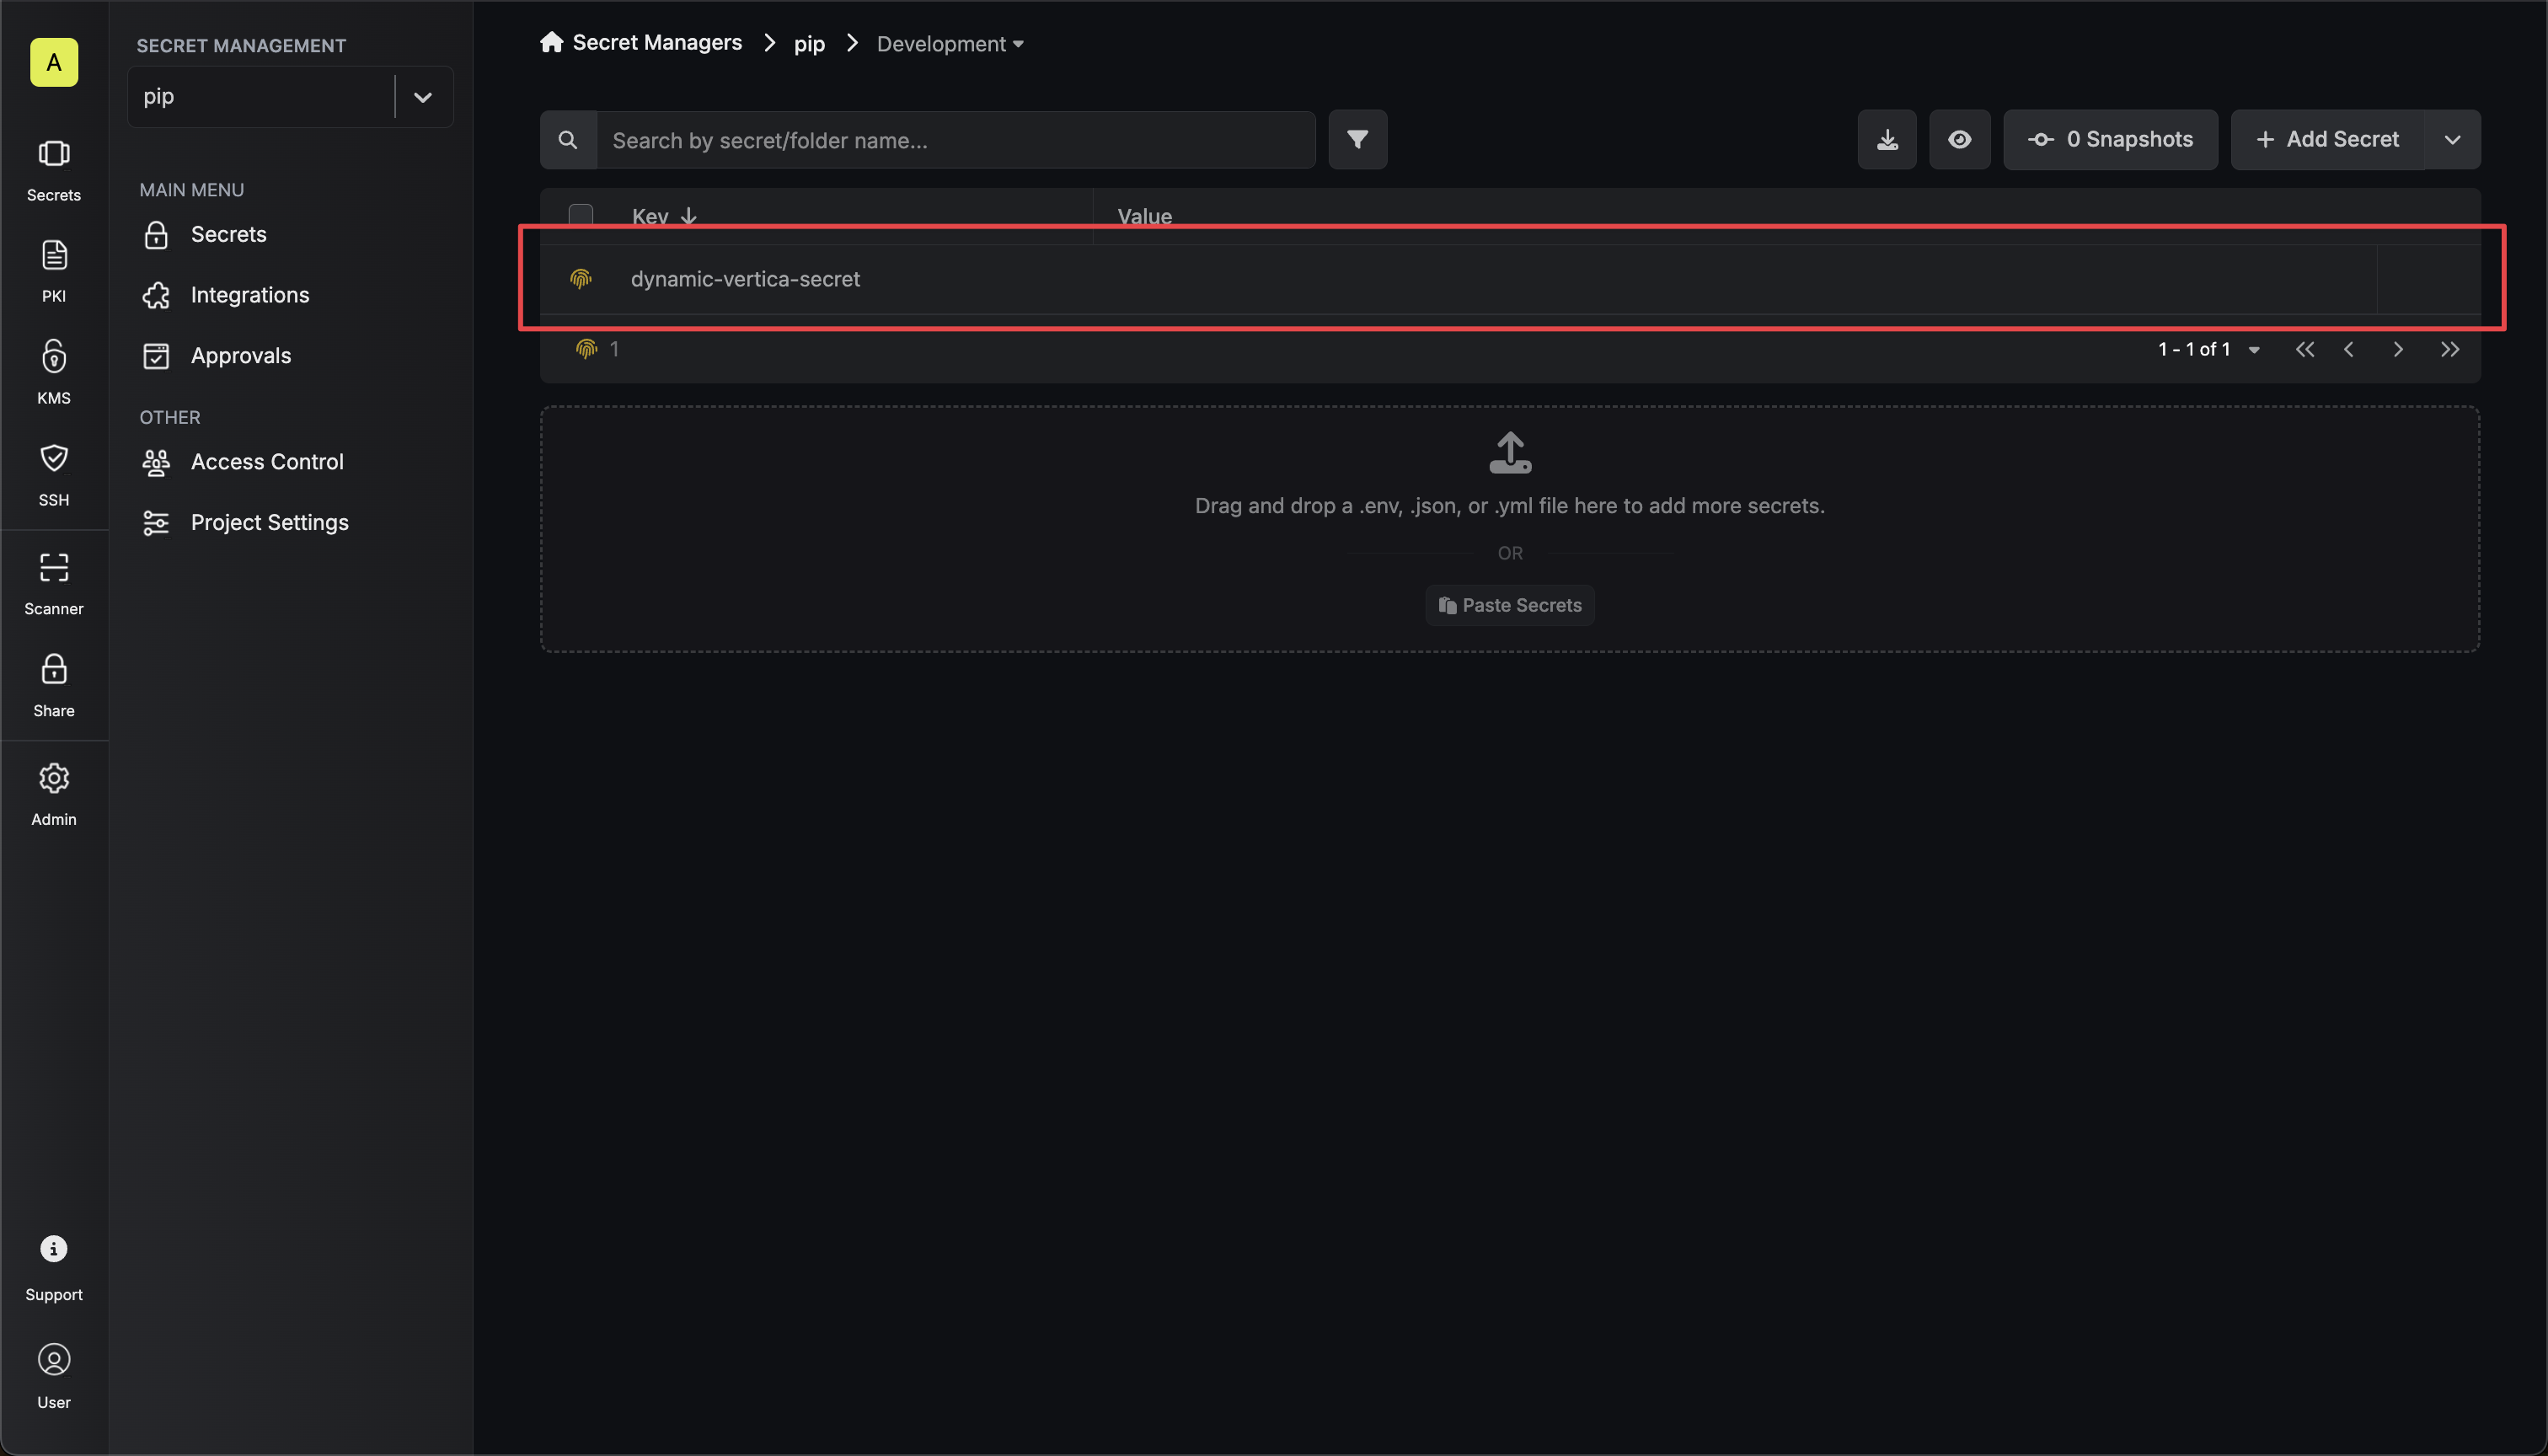 A
Secrets
PKI
KMS
SSH
Scanner
Share
Admin
Support
User
SECRET MANAGEMENT
pip
MAIN MENU
Secrets
Integrations
Approvals
OTHER
Access Control
Project Settings
Secret Managers pip Development
Search by secret/folder name...
0 Snapshots
Add Secret
Key Value
dynamic-vertica-secret
1
1 - 1 of 1
Drag and drop a .env, .json, or .yml file here to add more secrets.
OR
Paste Secrets